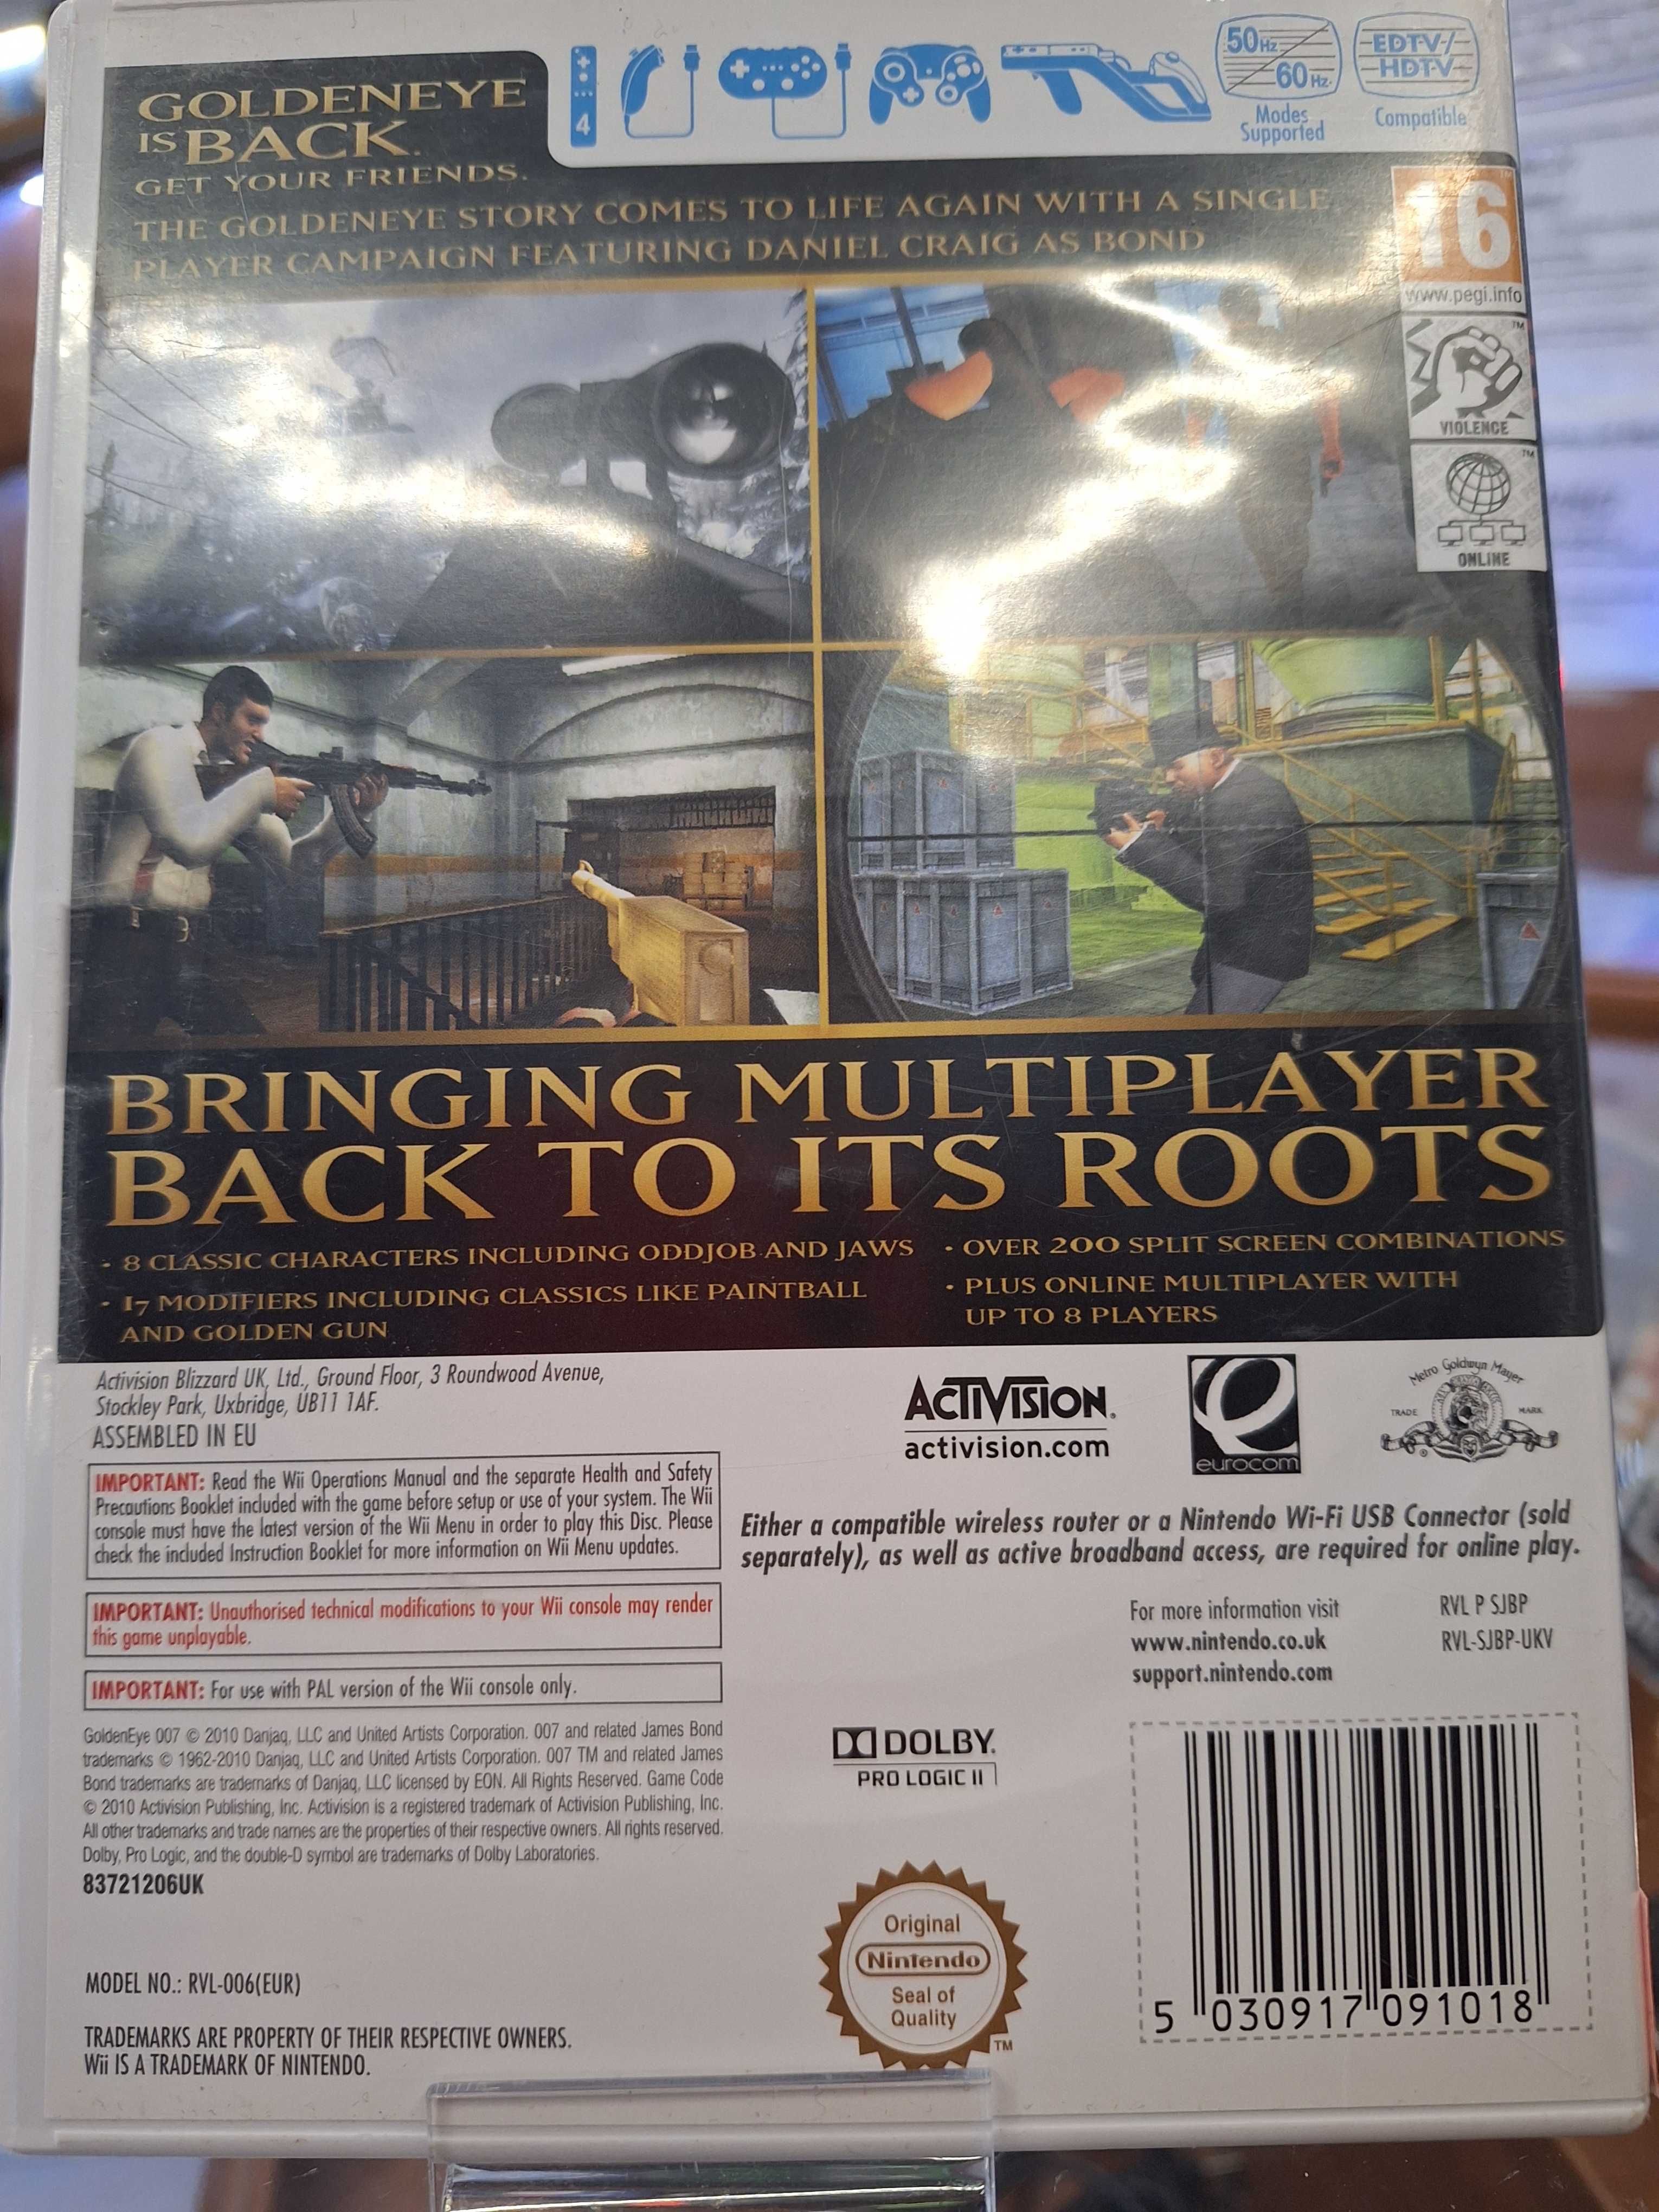 GOLDENEYE
IS BACK.
GET YOUR FRIENDS.
4
50Hz
60Hz
Modes
Supported
EDTV/
HDTV
Compatible
THE GOLDENEYE STORY COMES TO LIFE AGAIN WITH A SINGLE
PLAYER CAMPAIGN FEATURING DANIEL CRAIG AS BOND
16
www.pegi.info
VIOLENCE
ONLINE
BRINGING MULTIPLAYER
BACK TO ITS ROOTS
· 8 CLASSIC CHARACTERS INCLUDING ODDJOB AND JAWS
· 17 MODIFIERS INCLUDING CLASSICS LIKE PAINTBALL
AND GOLDEN GUN
· OVER 200 SPLIT SCREEN COMBINATIONS
· PLUS ONLINE MULTIPLAYER WITH
UP TO 8 PLAYERS
Activision Blizzard UK, Ltd., Ground Floor, 3 Roundwood Avenue,
Stockley Park, Uxbridge, UB11 1AF.
ASSEMBLED IN EU
ACTIVISION.
activision.com
eurocom
Metro Goldwyn Mayer
TRADE MARK
IMPORTANT: Read the Wii Operations Manual and the separate Health and Safety
Precautions Booklet included with the game before setup or use of your system. The Wii
console must have the latest version of the Wii Menu in order to play this Disc. Please
check the included Instruction Booklet for more information on Wii Menu updates.
Either a compatible wireless router or a Nintendo Wi-Fi USB Connector (sold
separately), as well as active broadband access, are required for online play.
IMPORTANT: Unauthorised technical modifications to your Wii console may render
this game unplayable.
IMPORTANT: For use with PAL version of the Wii console only.
For more information visit
www.nintendo.co.uk
support.nintendo.com
RVL P SJBP
RVL-SJBP-UKV
GoldenEye 007 © 2010 Danjaq, LLC and United Artists Corporation. 007 and related James Bond
trademarks © 1962-2010 Danjaq, LLC and United Artists Corporation. 007 TM and related James
Bond trademarks are trademarks of Danjaq, LLC licensed by EON. All Rights Reserved. Game Code
© 2010 Activision Publishing, Inc. Activision is a registered trademark of Activision Publishing, Inc.
All other trademarks and trade names are the properties of their respective owners. All rights reserved.
Dolby, Pro Logic, and the double-D symbol are trademarks of Dolby Laboratories.
83721206UK
DOLBY.
PRO LOGIC II
MODEL NO.: RVL-006(EUR)
TRADEMARKS ARE PROPERTY OF THEIR RESPECTIVE OWNERS.
Wii IS A TRADEMARK OF NINTENDO.
Original
Nintendo
Seal of
Quality
TM
5 030917 091018